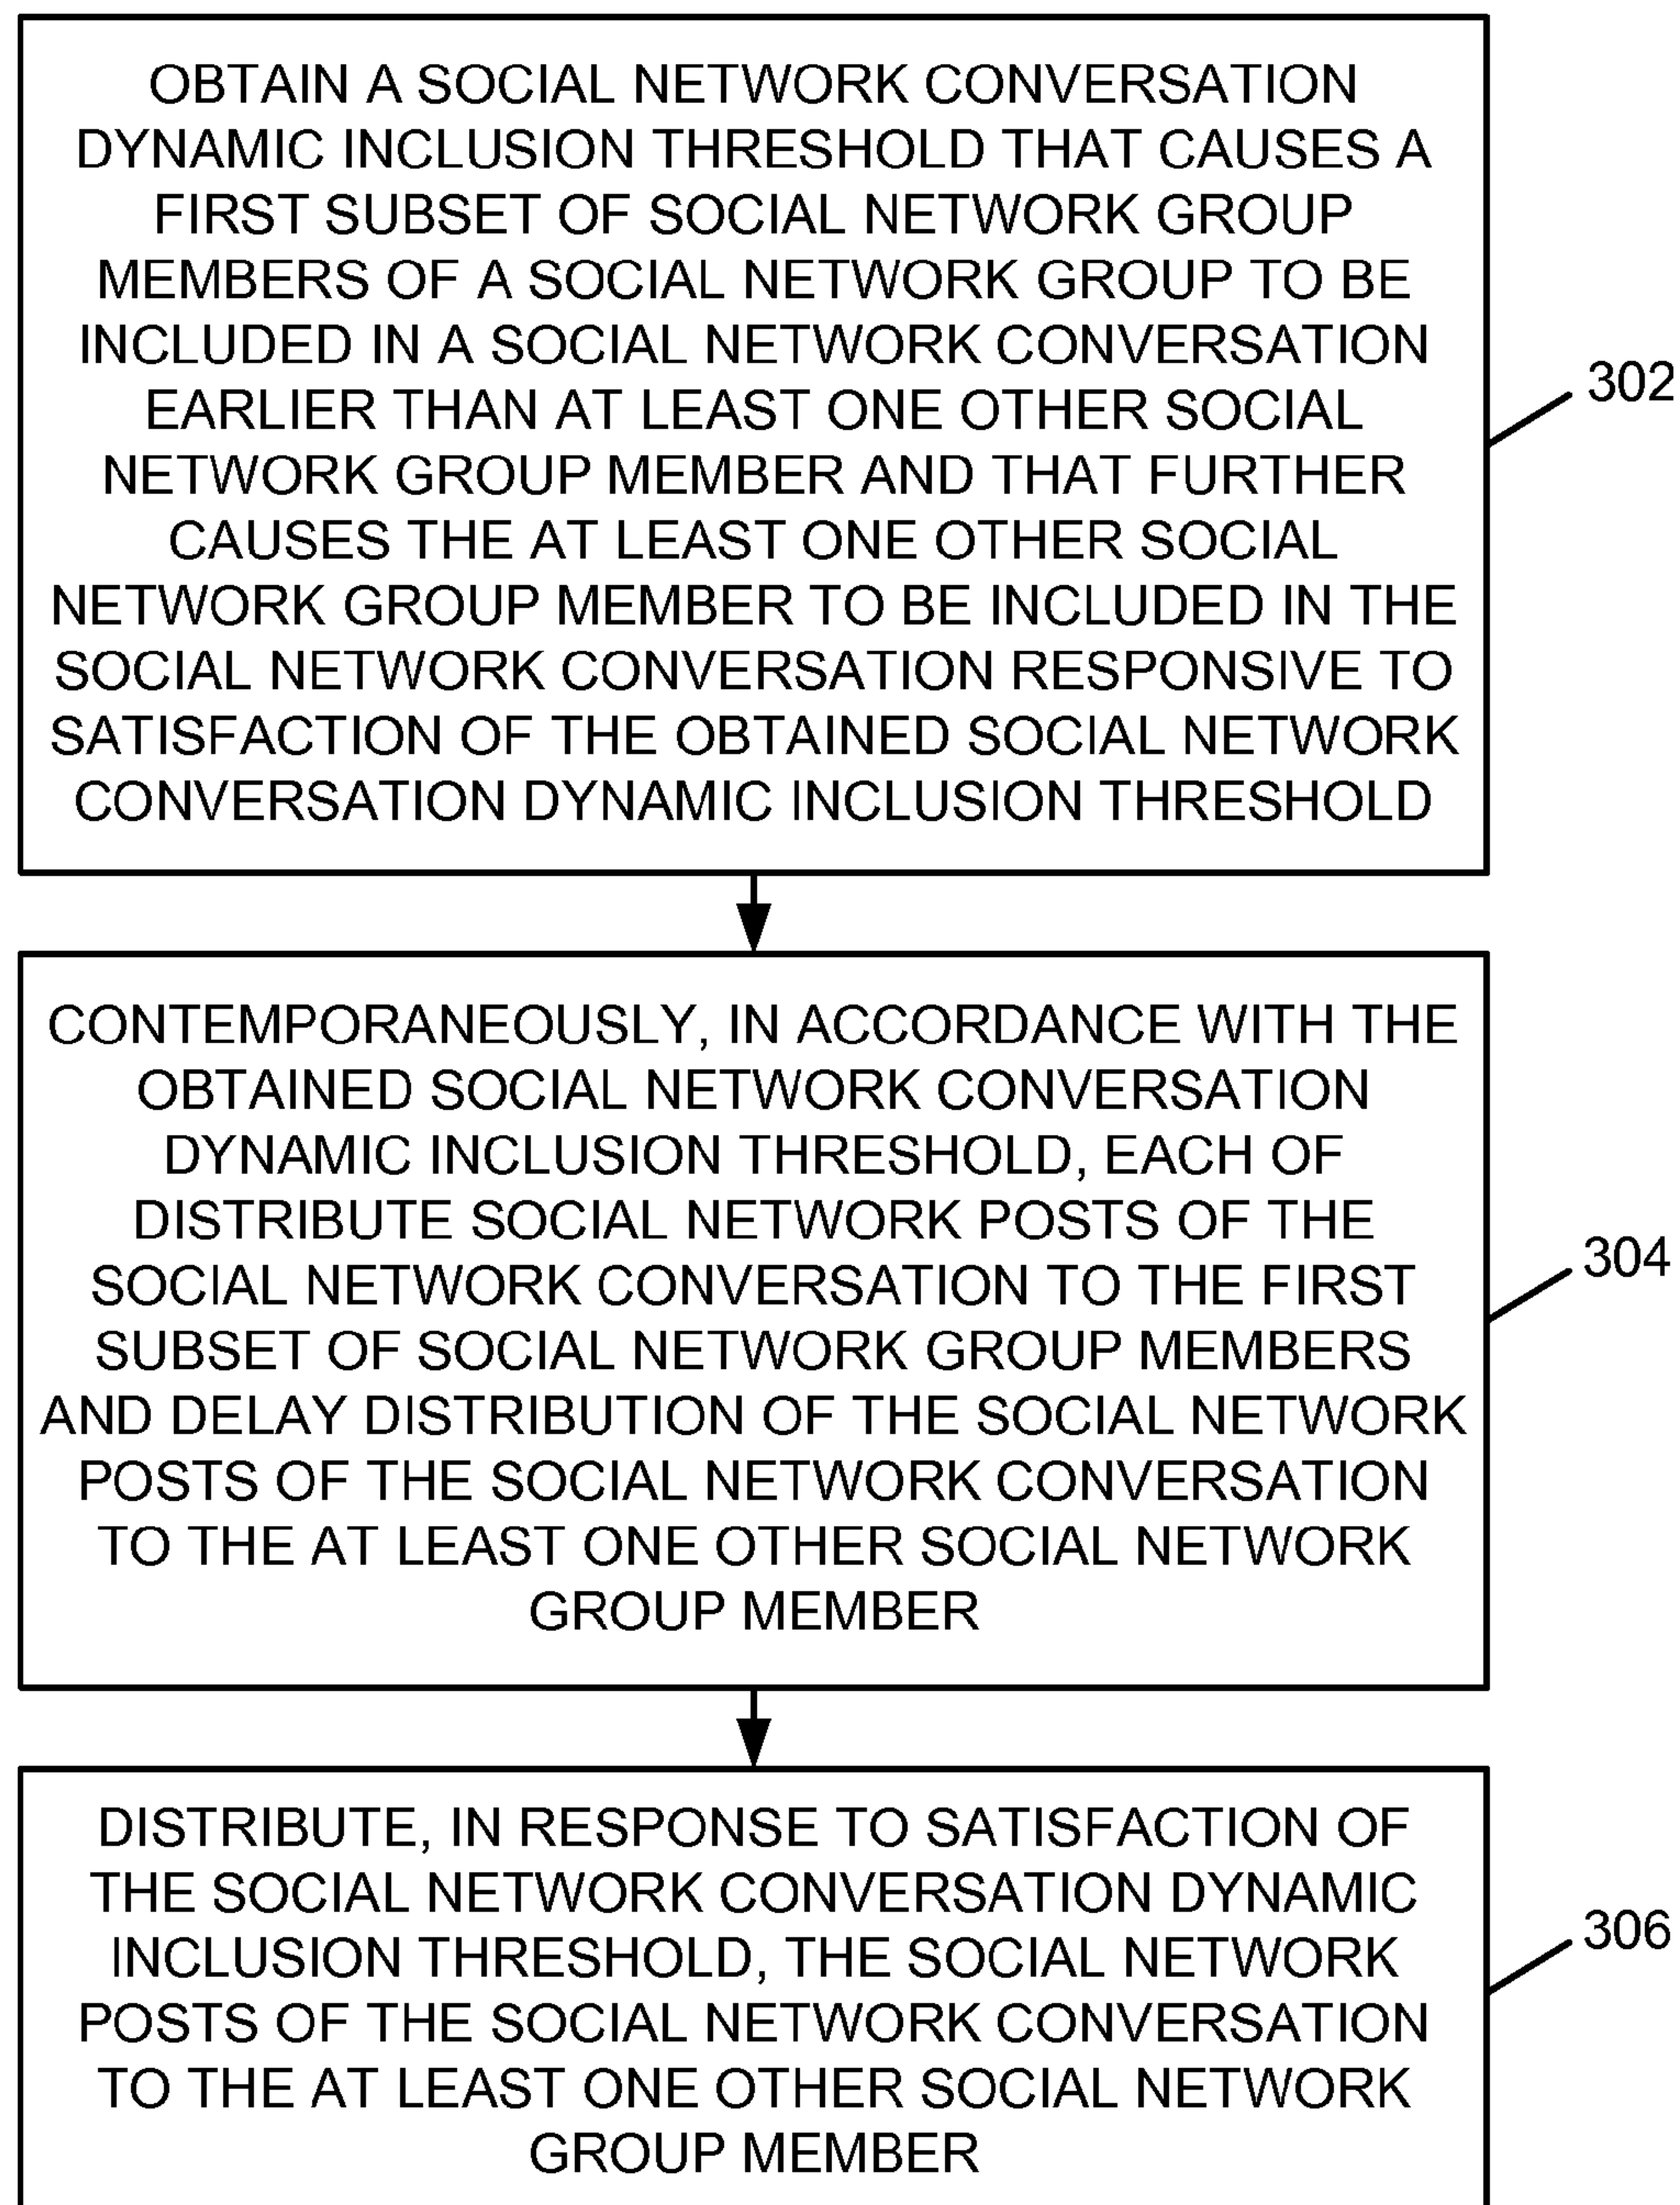 OBTAIN A SOCIAL NETWORK CONVERSATION
DYNAMIC INCLUSION THRESHOLD THAT CAUSES A
FIRST SUBSET OF SOCIAL NETWORK GROUP
MEMBERS OF A SOCIAL NETWORK GROUP TO BE
INCLUDED IN A SOCIAL NETWORK CONVERSATION
EARLIER THAN AT LEAST ONE OTHER SOCIAL
NETWORK GROUP MEMBER AND THAT FURTHER
CAUSES THE AT LEAST ONE OTHER SOCIAL
NETWORK GROUP MEMBER TO BE INCLUDED IN THE
SOCIAL NETWORK CONVERSATION RESPONSIVE TO
SATISFACTION OF THE OBTAINED SOCIAL NETWORK
CONVERSATION DYNAMIC INCLUSION THRESHOLD
302
CONTEMPORANEOUSLY, IN ACCORDANCE WITH THE
OBTAINED SOCIAL NETWORK CONVERSATION
DYNAMIC INCLUSION THRESHOLD, EACH OF
DISTRIBUTE SOCIAL NETWORK POSTS OF THE
SOCIAL NETWORK CONVERSATION TO THE FIRST
SUBSET OF SOCIAL NETWORK GROUP MEMBERS
AND DELAY DISTRIBUTION OF THE SOCIAL NETWORK
POSTS OF THE SOCIAL NETWORK CONVERSATION
TO THE AT LEAST ONE OTHER SOCIAL NETWORK
GROUP MEMBER
304
DISTRIBUTE, IN RESPONSE TO SATISFACTION OF
THE SOCIAL NETWORK CONVERSATION DYNAMIC
INCLUSION THRESHOLD, THE SOCIAL NETWORK
POSTS OF THE SOCIAL NETWORK CONVERSATION
TO THE AT LEAST ONE OTHER SOCIAL NETWORK
GROUP MEMBER
306